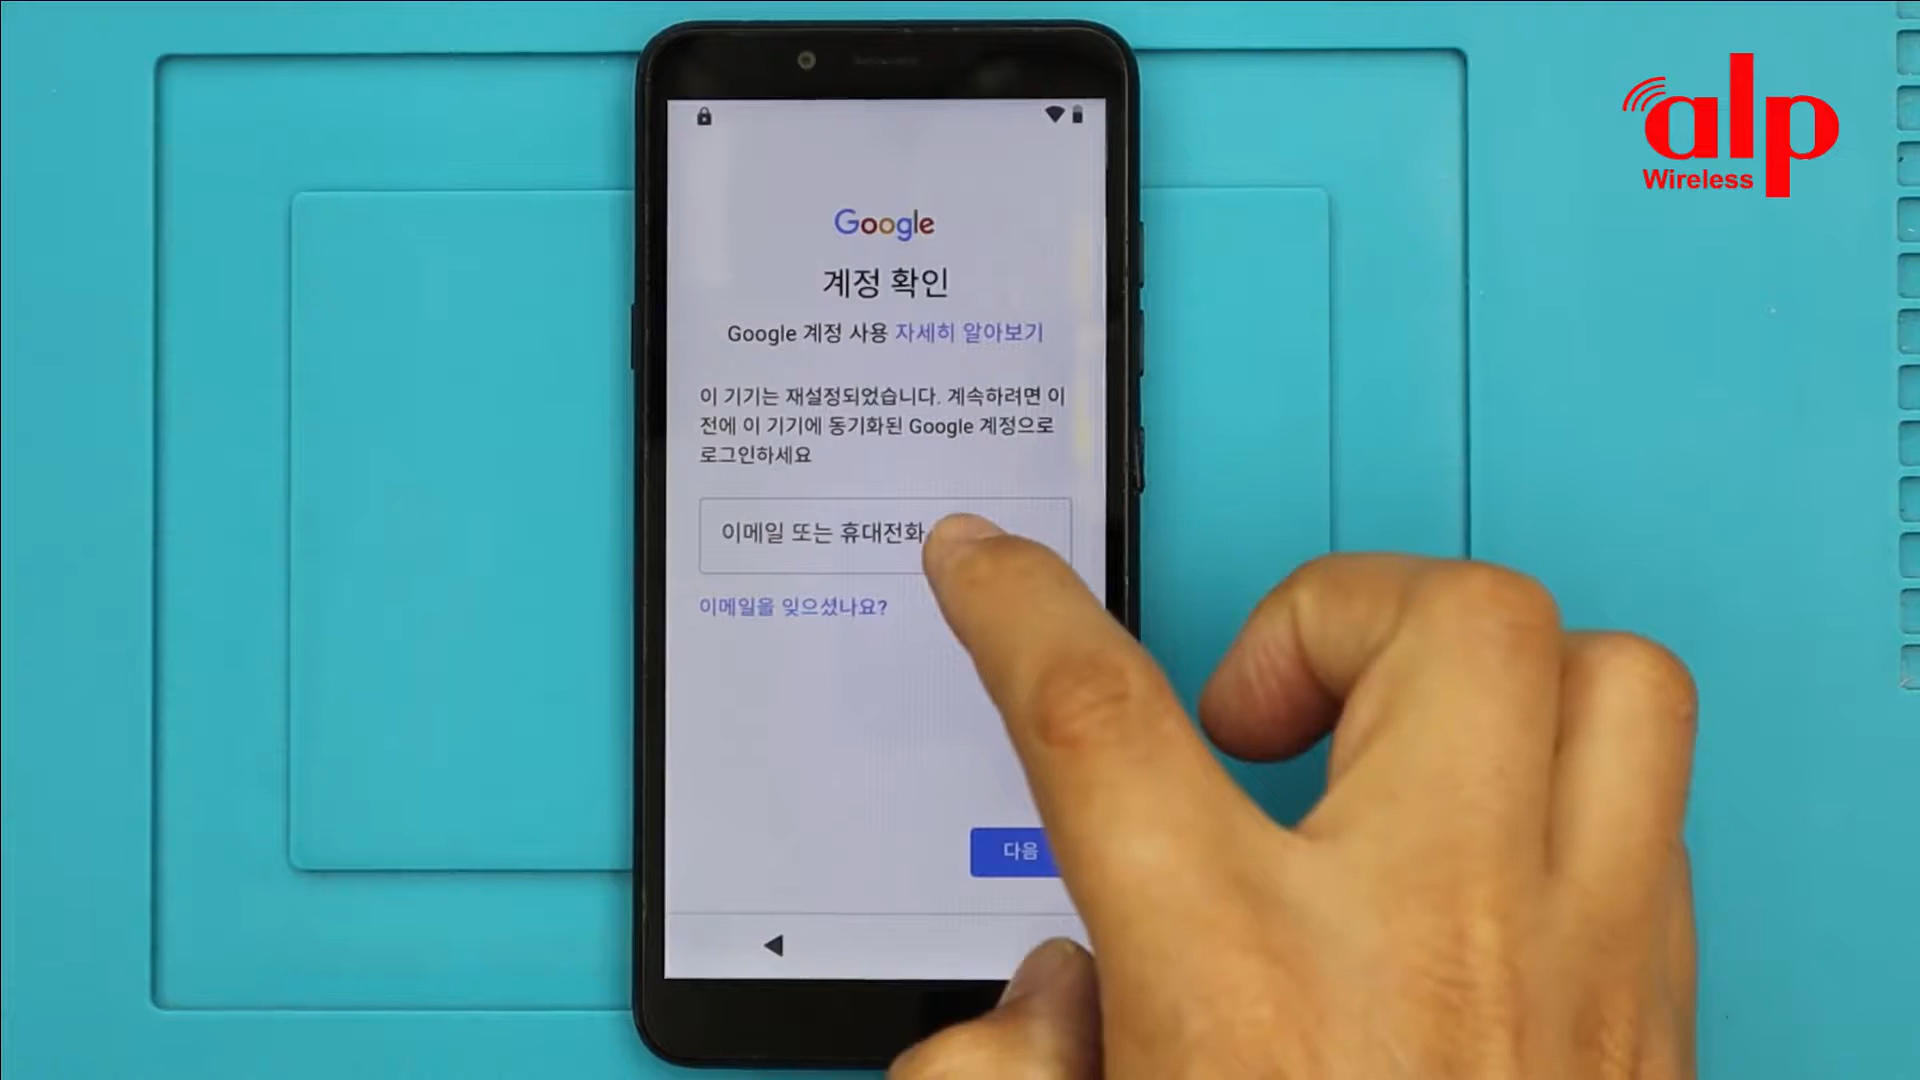 alp
Wireless
Google
계정 확인
Google 계정 사용 자세히 알아보기
이 기기는 재설정되었습니다. 계속하려면 이
전에 이 기기에 동기화된 Google 계정으로
로그인하세요
이메일 또는 휴대전화
이메일을 잊으셨나요?
다음